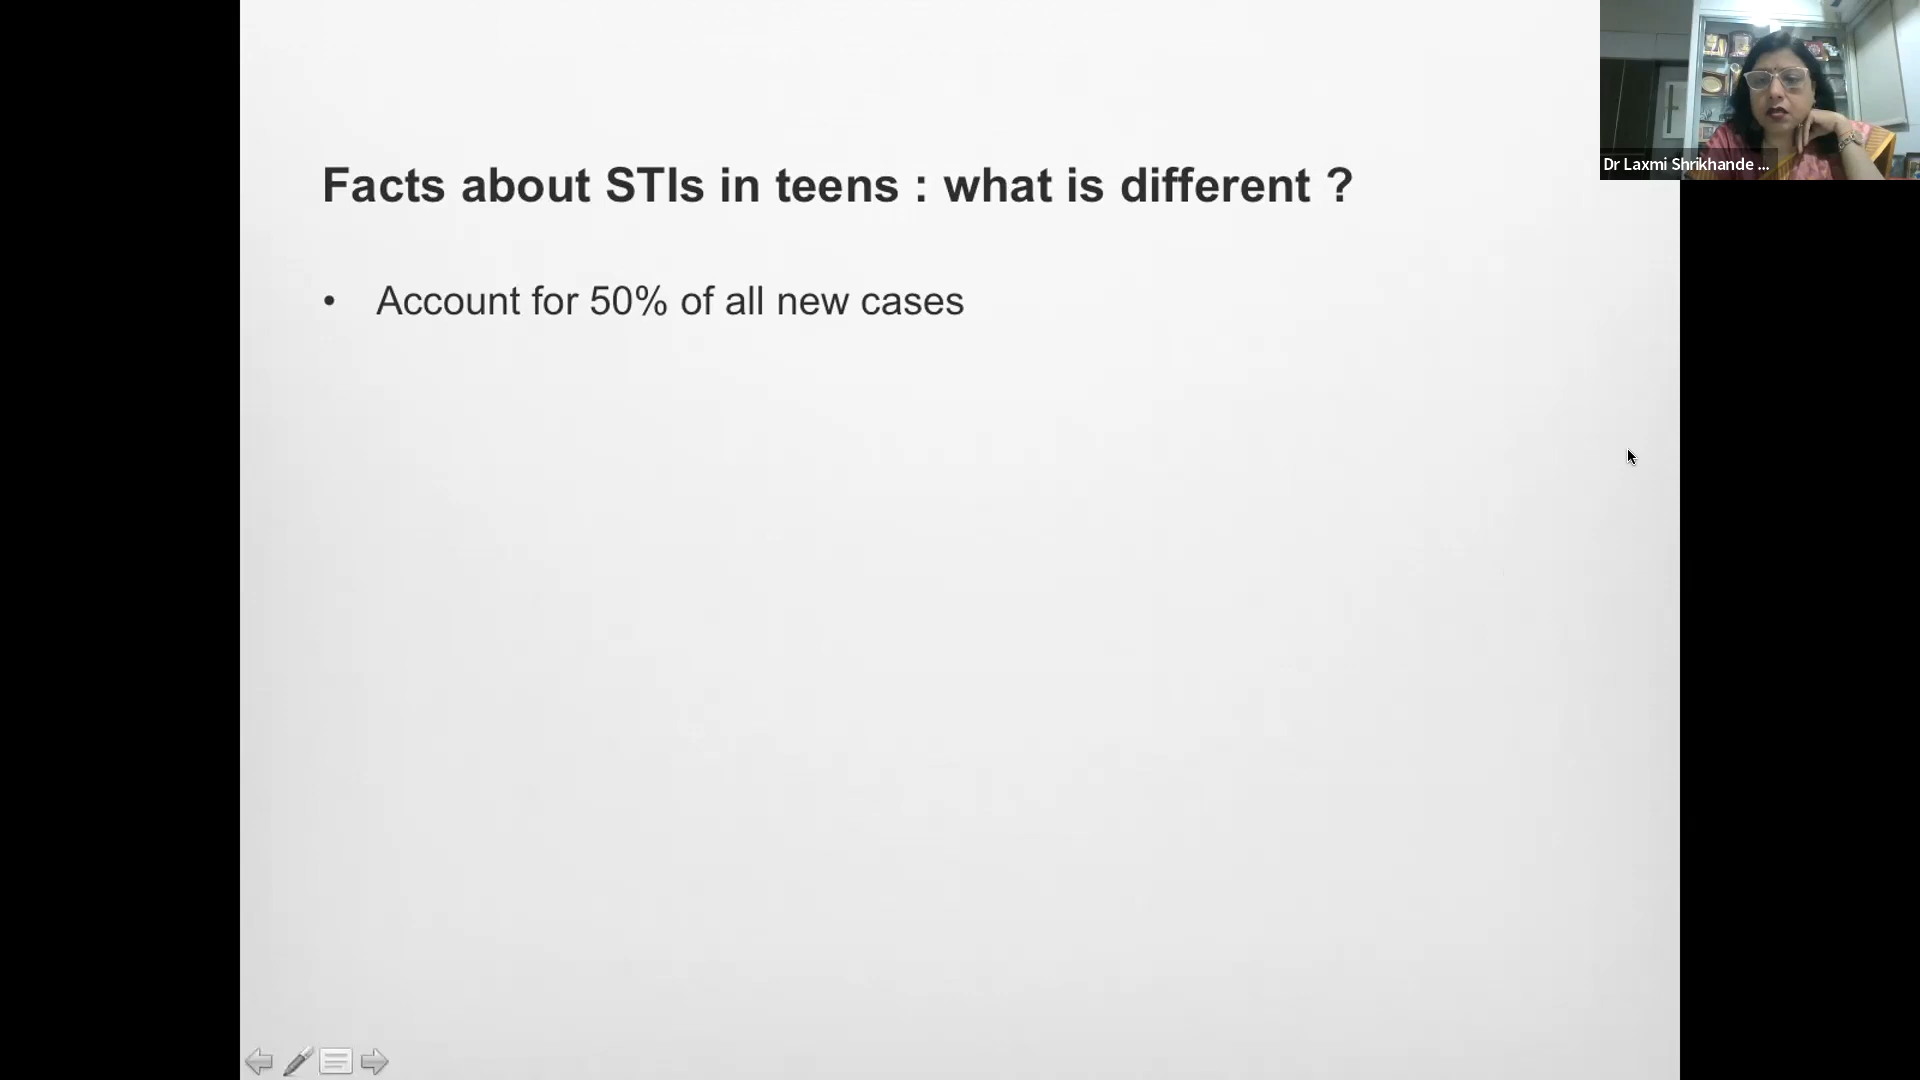 Facts about STIs in teens : what is different ?
• Account for 50% of all new cases
Dr Laxmi Shrikhande ...